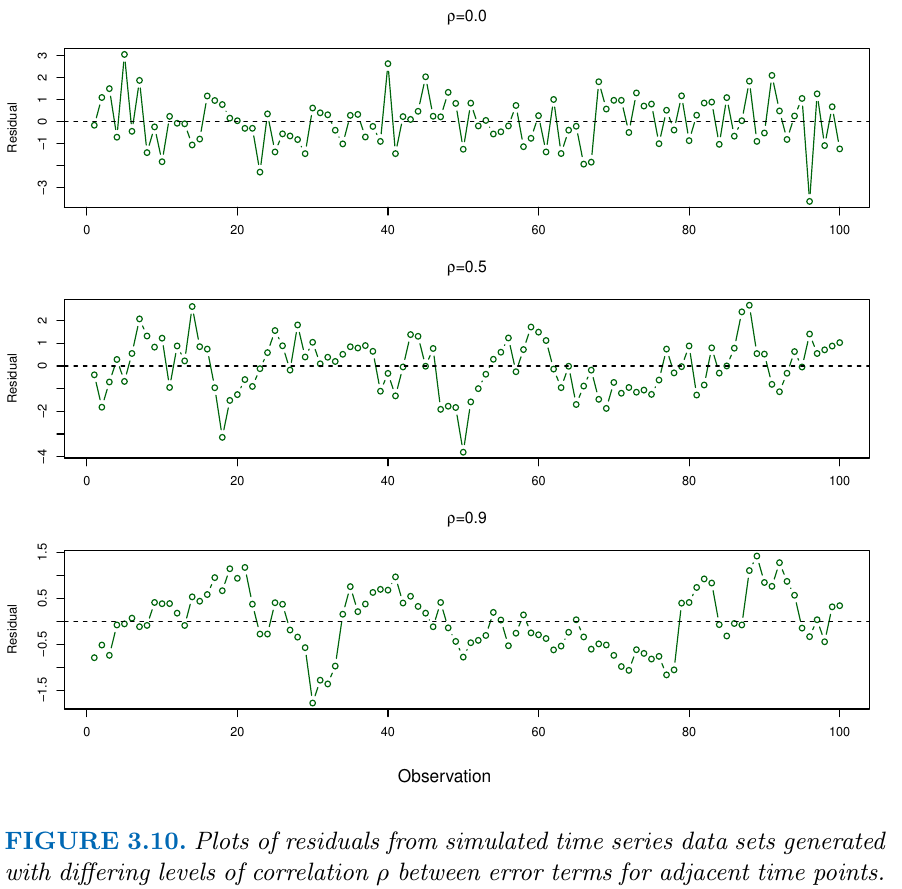 ρ=0.0
Residual
3
2
1
0
−1
−3
0 20 40 60 80 100
ρ=0.5
Residual
2
0
−2
−4
0 20 40 60 80 100
ρ=0.9
Residual
1.5
0.5
−0.5
−1.5
0 20 40 60 80 100
Observation
FIGURE 3.10. Plots of residuals from simulated time series data sets generated
with differing levels of correlation ρ between error terms for adjacent time points.